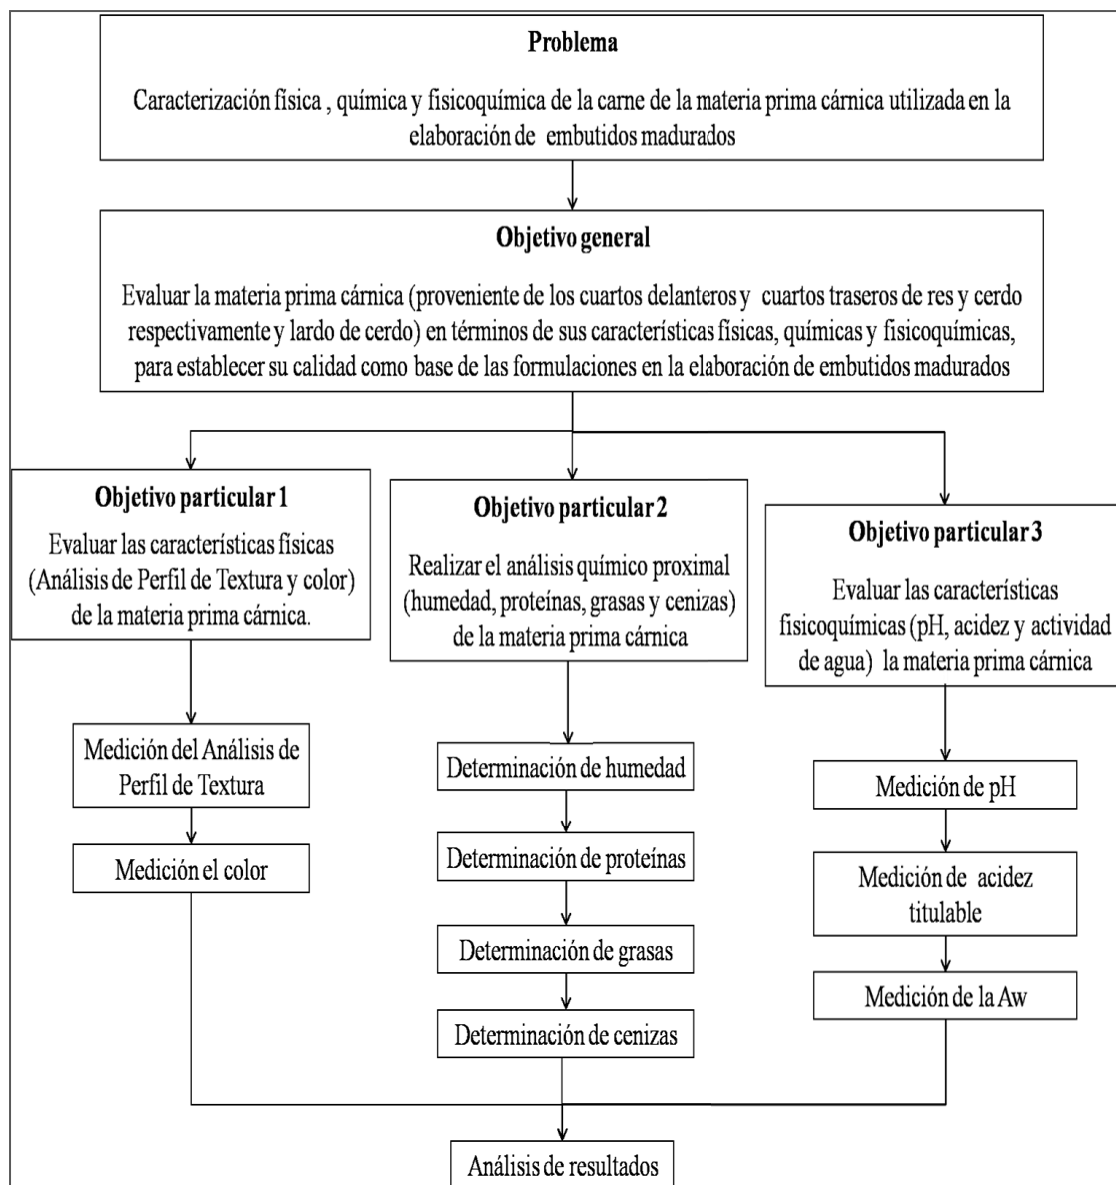 Problema
Caracterización física , química y fisicoquímica de la carne de la materia prima cárnica utilizada en la
elaboración de embutidos madurados
Objetivo general
Evaluar la materia prima cárnica (proveniente de los cuartos delanteros y cuartos traseros de res y cerdo
respectivamente y lardo de cerdo) en términos de sus características físicas, químicas y fisicoquímicas,
para establecer su calidad como base de las formulaciones en la elaboración de embutidos madurados
Objetivo particular 1
Evaluar las características físicas
(Análisis de Perfil de Textura y color)
de la materia prima cárnica.
Medición del Análisis de
Perfil de Textura
Medición el color
Objetivo particular 2
Realizar el análisis químico proximal
(humedad, proteínas, grasas y cenizas)
de la materia prima cárnica
Determinación de humedad
Determinación de proteínas
Determinación de grasas
Determinación de cenizas
Objetivo particular 3
Evaluar las características
fisicoquímicas (pH, acidez y actividad
de agua) la materia prima cárnica
Medición de pH
Medición de acidez
titulable
Medición de la Aw
Análisis de resultados